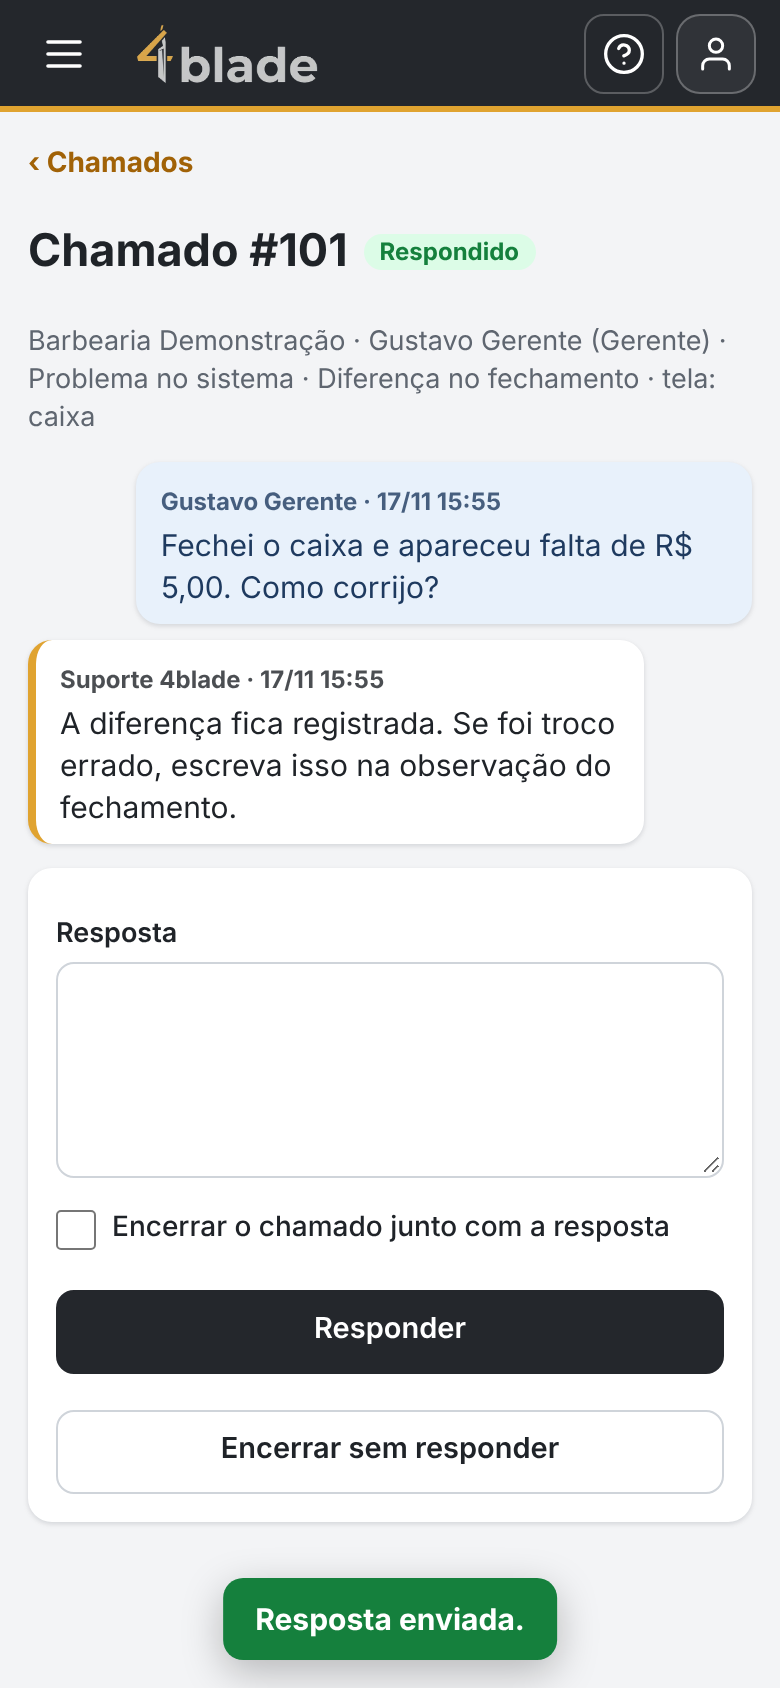 4blade
‹ Chamados
Chamado #101 Respondido
Barbearia Demonstração · Gustavo Gerente (Gerente) ·
Problema no sistema · Diferença no fechamento · tela:
caixa
Gustavo Gerente · 17/11 15:55
Fechei o caixa e apareceu falta de R$
5,00. Como corrijo?
Suporte 4blade · 17/11 15:55
A diferença fica registrada. Se foi troco
errado, escreva isso na observação do
fechamento.
Resposta
Encerrar o chamado junto com a resposta
Responder
Encerrar sem responder
Resposta enviada.